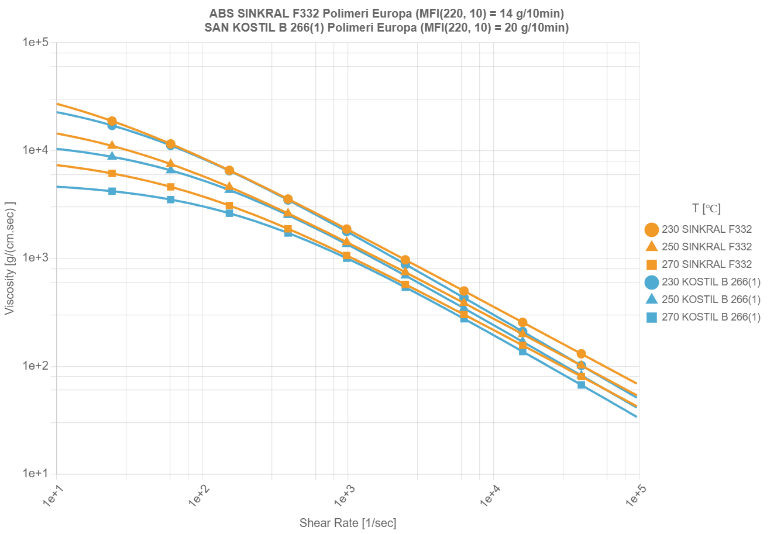 ABS SINKRAL F332 Polimeri Europa (MFI(220, 10) = 14 g/10min)
SAN KOSTIL B 266(1) Polimeri Europa (MFI(220, 10) = 20 g/10min)
1e+5
1e+4
1e+3
1e+2
1e+1
Viscosity [g/(cm.sec) ]
1e+1
1e+2
1e+3
1e+4
1e+5
Shear Rate [1/sec]
T [°C]
230 SINKRAL F332
250 SINKRAL F332
270 SINKRAL F332
230 KOSTIL B 266(1)
250 KOSTIL B 266(1)
270 KOSTIL B 266(1)